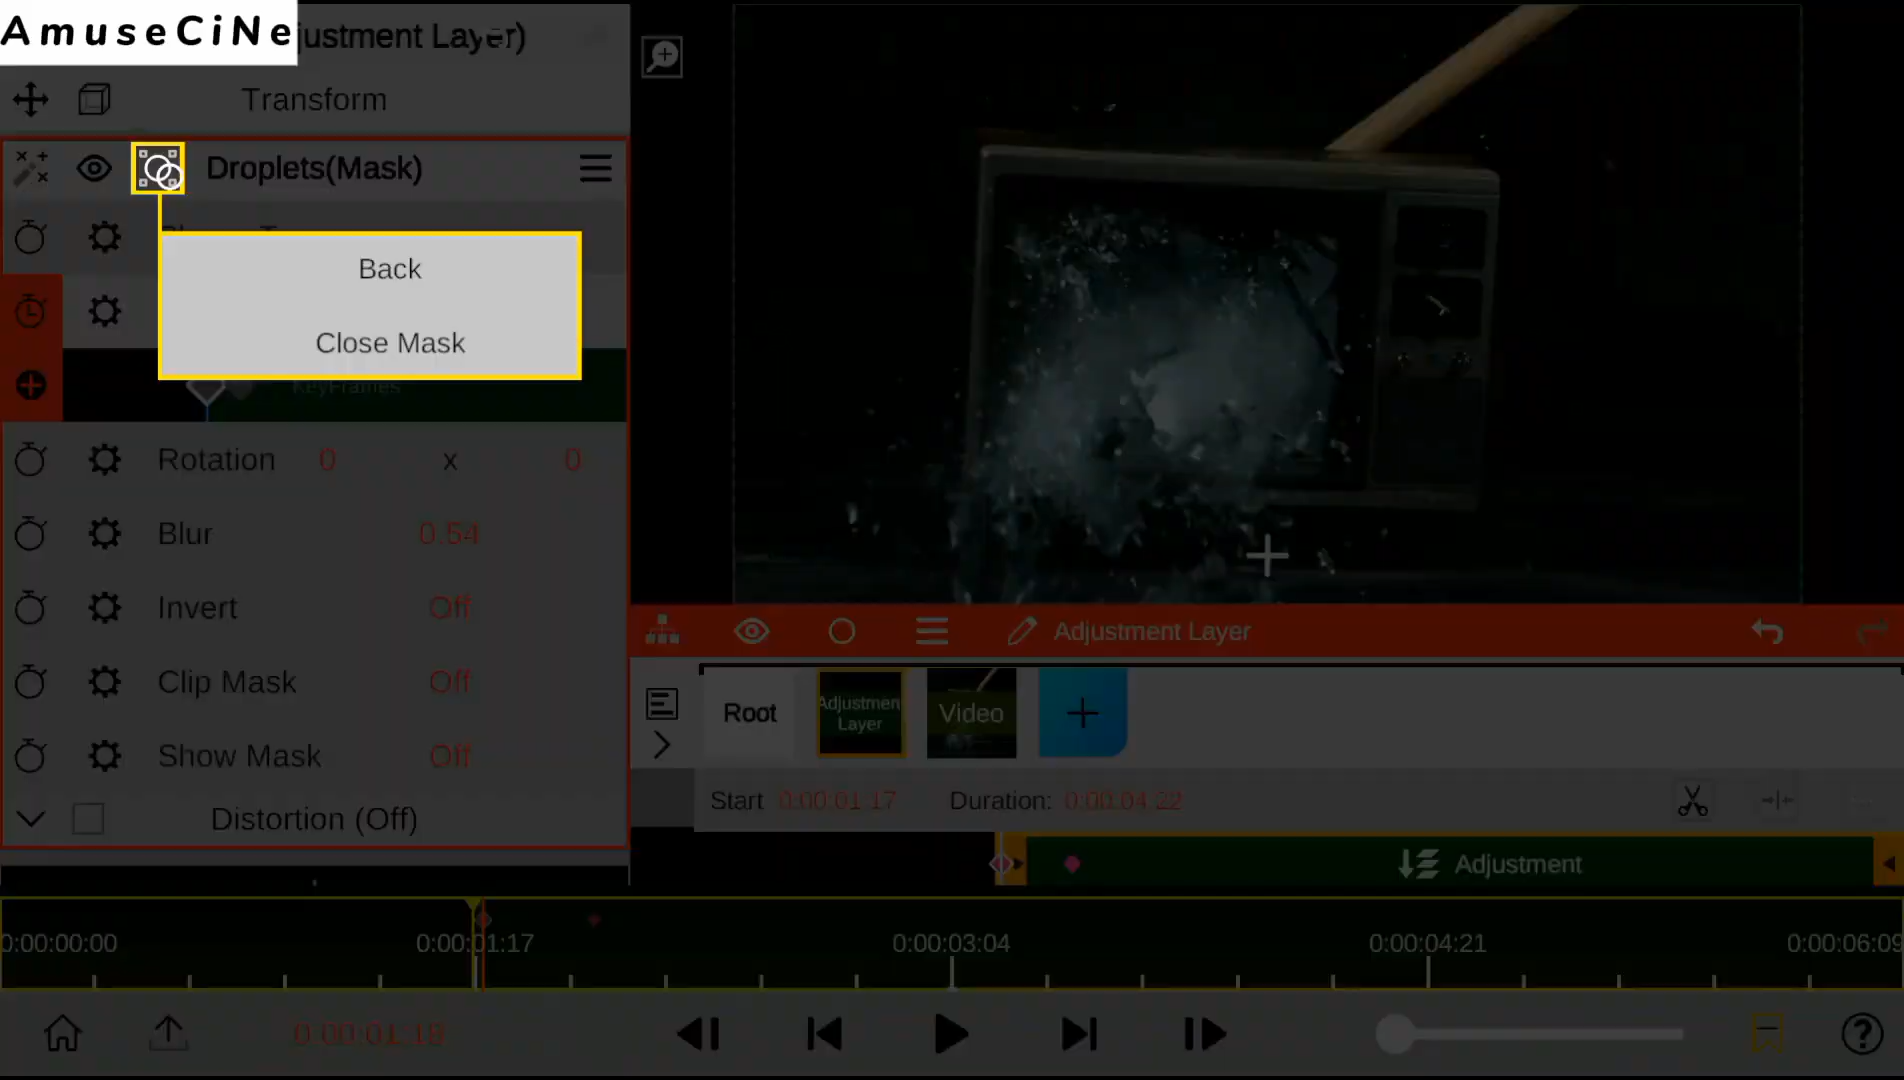 AmuseCiNe
justment Layer)
Transform
Droplets(Mask)
Back
Close Mask
KeyFrames
Rotation 0 x 0
Blur 0.54
Invert Off
Clip Mask Off
Show Mask Off
Distortion (Off)
Adjustment Layer
Root
Adjustmen
Layer
Video
Start 0:00:01:17 Duration: 0:00:04:22
Adjustment
0:00:00:00 0:00:01:17 0:00:03:04 0:00:04:21 0:00:06:09
0:00:01:18